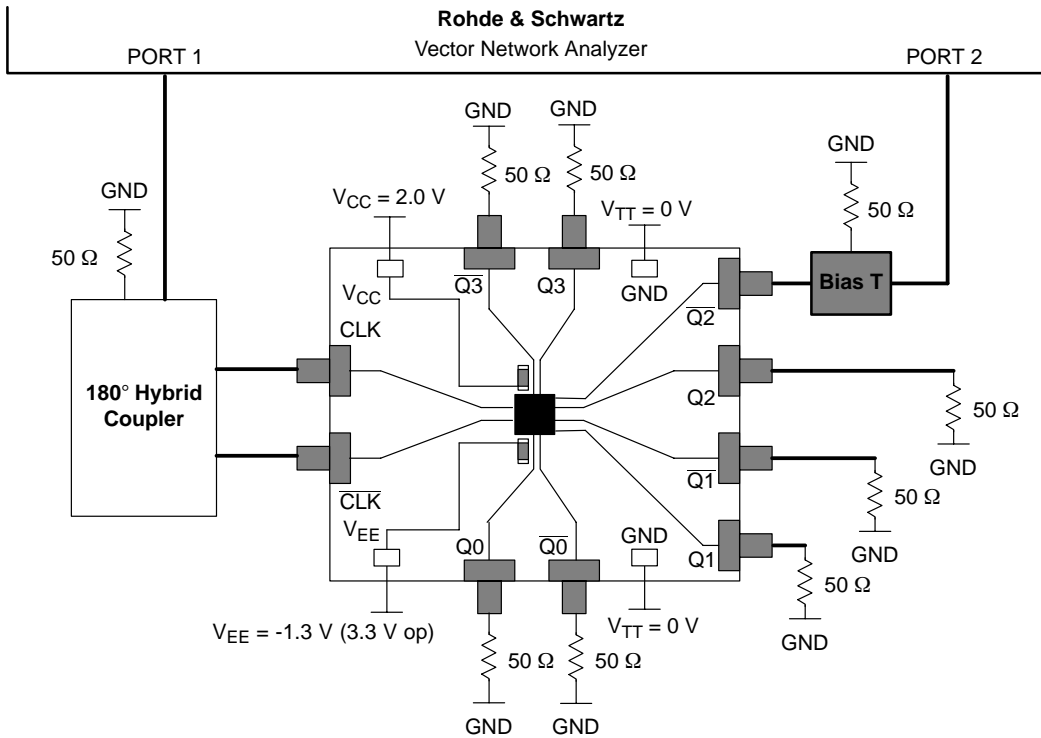 Rohde & Schwartz
Vector Network Analyzer
PORT 1
PORT 2
GND
GND
GND
GND
50 Ω
50 Ω
50 Ω
50 Ω
V_CC = 2.0 V
V_TT = 0 V
Q3
Q3
GND
V_CC
Q2
Bias T
CLK
180° Hybrid
Coupler
Q2
50 Ω
GND
CLK
Q1
50 Ω
GND
V_EE
Q0
Q0
GND
Q1
50 Ω
GND
V_EE = -1.3 V (3.3 V op)
V_TT = 0 V
50 Ω
50 Ω
GND
GND